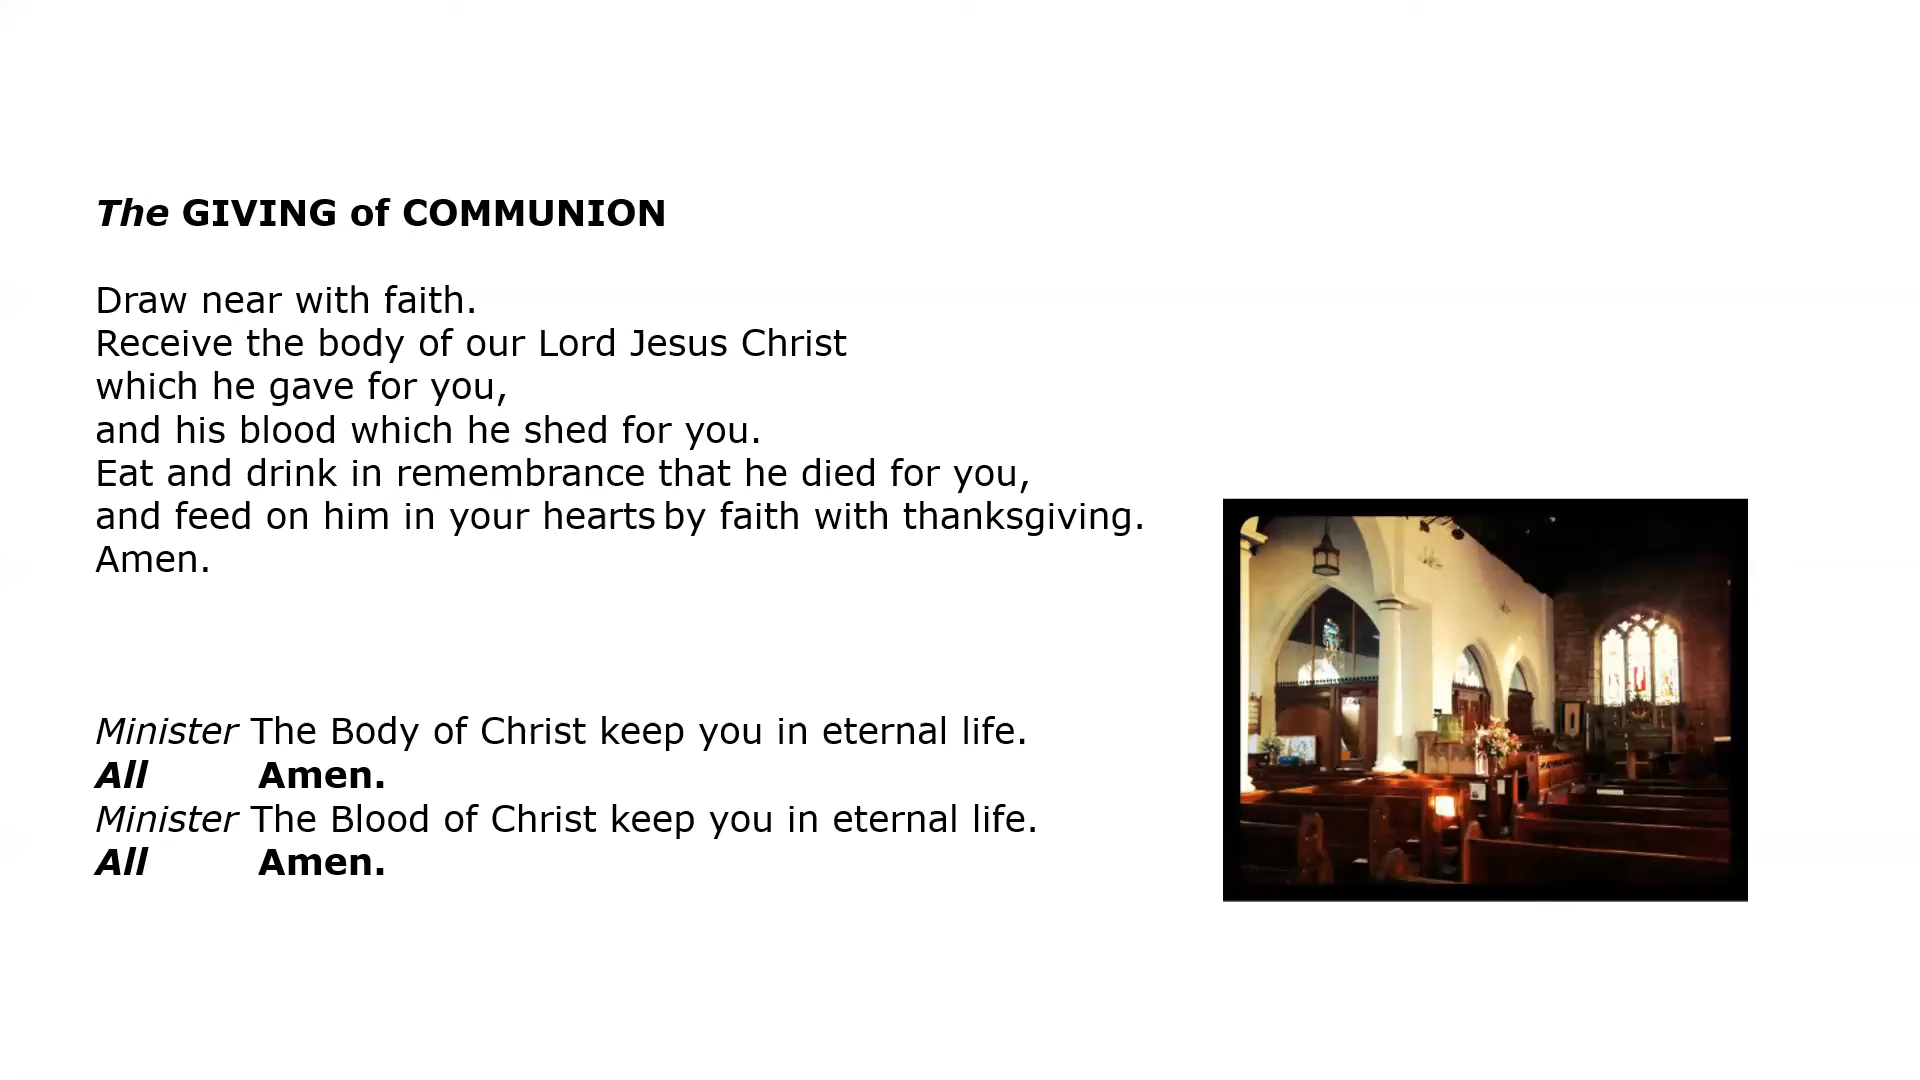 The GIVING of COMMUNION
Draw near with faith.
Receive the body of our Lord Jesus Christ
which he gave for you,
and his blood which he shed for you.
Eat and drink in remembrance that he died for you,
and feed on him in your hearts by faith with thanksgiving.
Amen.
Minister The Body of Christ keep you in eternal life.
All Amen.
Minister The Blood of Christ keep you in eternal life.
All Amen.